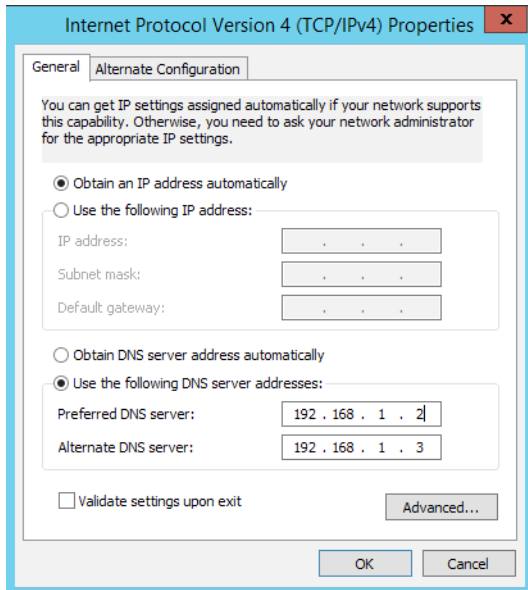 Internet Protocol Version 4 (TCP/IPv4) Properties
x
General
Alternate Configuration
You can get IP settings assigned automatically if your network supports
this capability. Otherwise, you need to ask your network administrator
for the appropriate IP settings.
Obtain an IP address automatically
Use the following IP address:
IP address:
. . .
Subnet mask:
. . .
Default gateway:
. . .
Obtain DNS server address automatically
Use the following DNS server addresses:
Preferred DNS server:
192 . 168 . 1 . 2
Alternate DNS server:
192 . 168 . 1 . 3
Validate settings upon exit
Advanced...
OK
Cancel